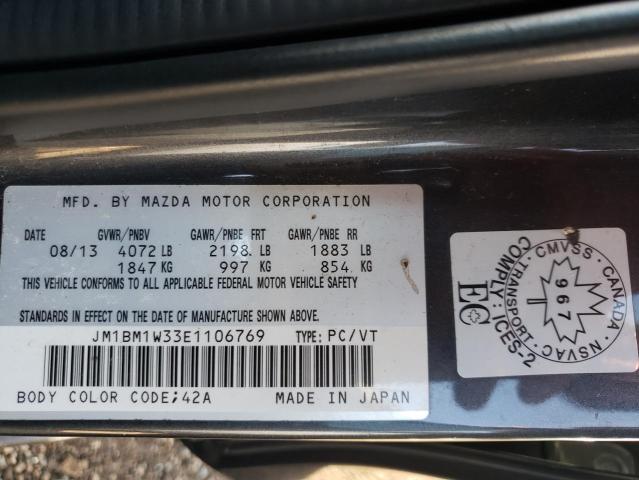 MFD. BY MAZDA MOTOR CORPORATION
DATE GVWR/PNBV GAWR/PNBE FRT GAWR/PNBE RR
08/13 4072 LB 2198. LB 1883 LB
1847 KG 997 KG 854. KG
THIS VEHICLE CONFORMS TO ALL APPLICABLE FEDERAL MOTOR VEHICLE SAFETY
STANDARDS IN EFFECT ON THE DATE OF MANUFACTURE SHOWN ABOVE.
JM1BM1W33E1106769 TYPE: PC/VT
BODY COLOR CODE;42A MADE IN JAPAN
CMVSS. CANADA
TRANSPORT NSVAC
967
EC
COMPLY: ICES-2